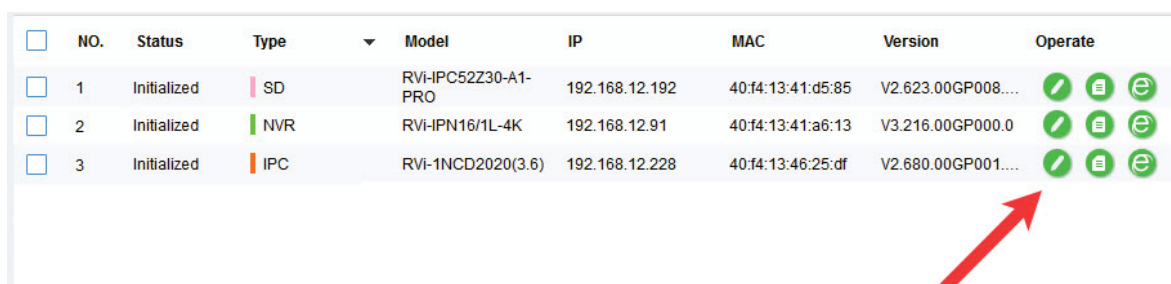 NO. Status Type Model IP MAC Version Operate
1 Initialized SD RVi-IPC52Z30-A1-PRO 192.168.12.192 40:f4:13:41:d5:85 V2.623.00GP008....
2 Initialized NVR RVi-IPN16/1L-4K 192.168.12.91 40:f4:13:41:a6:13 V3.216.00GP000.0
3 Initialized IPC RVi-1NCD2020(3.6) 192.168.12.228 40:f4:13:46:25:df V2.680.00GP001....